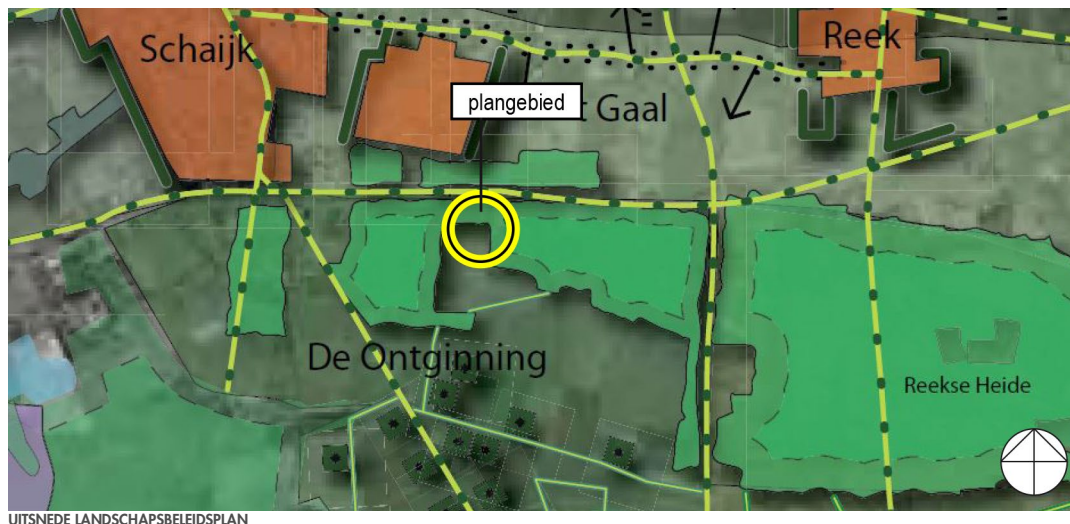 Schaijk
Reek
plangebied
t Gaal
De Ontginning
Reekse Heide
UITSNEDE LANDSCHAPSBELEIDSPLAN